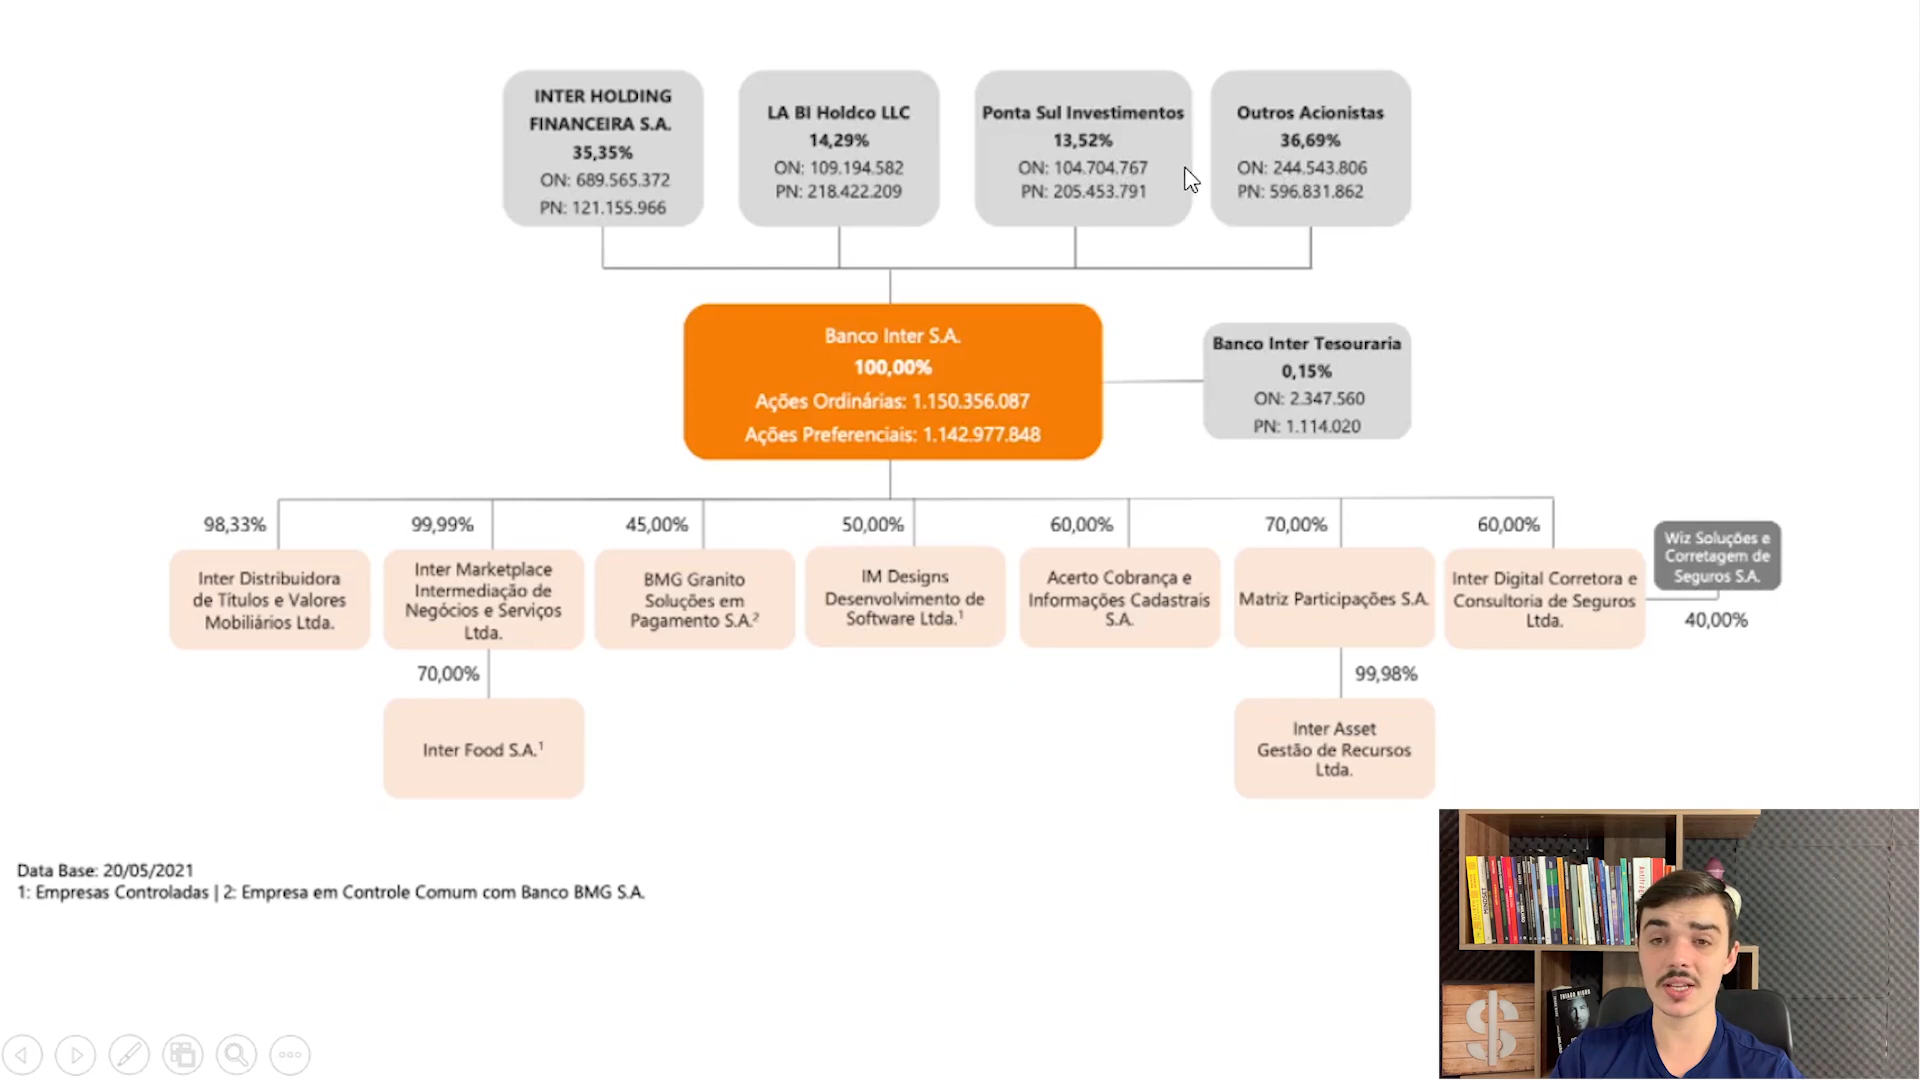 INTER HOLDING
FINANCEIRA S.A.
35,35%
ON: 689.565.372
PN: 121.155.966
LA BI Holdco LLC
14,29%
ON: 109.194.582
PN: 218.422.209
Ponta Sul Investimentos
13,52%
ON: 104.704.767
PN: 205.453.791
Outros Acionistas
36,69%
ON: 244.543.806
PN: 596.831.862
Banco Inter S.A.
100,00%
Ações Ordinárias: 1.150.356.087
Ações Preferenciais: 1.142.977.848
Banco Inter Tesouraria
0,15%
ON: 2.347.560
PN: 1.114.020
98,33%
Inter Distribuidora
de Títulos e Valores
Mobiliários Ltda.
99,99%
Inter Marketplace
Intermediação de
Negócios e Serviços
Ltda.
45,00%
BMG Granito
Soluções em
Pagamento S.A.²
50,00%
IM Designs
Desenvolvimento de
Software Ltda.¹
60,00%
Acerto Cobrança e
Informações Cadastrais
S.A.
70,00%
Matriz Participações S.A.
60,00%
Inter Digital Corretora e
Consultoria de Seguros
Ltda.
Wiz Soluções e
Corretagem de
Seguros S.A.
40,00%
70,00%
Inter Food S.A.¹
99,98%
Inter Asset
Gestão de Recursos
Ltda.
Data Base: 20/05/2021
1: Empresas Controladas | 2: Empresa em Controle Comum com Banco BMG S.A.
MINDSET
THIAGO NIGRO
$